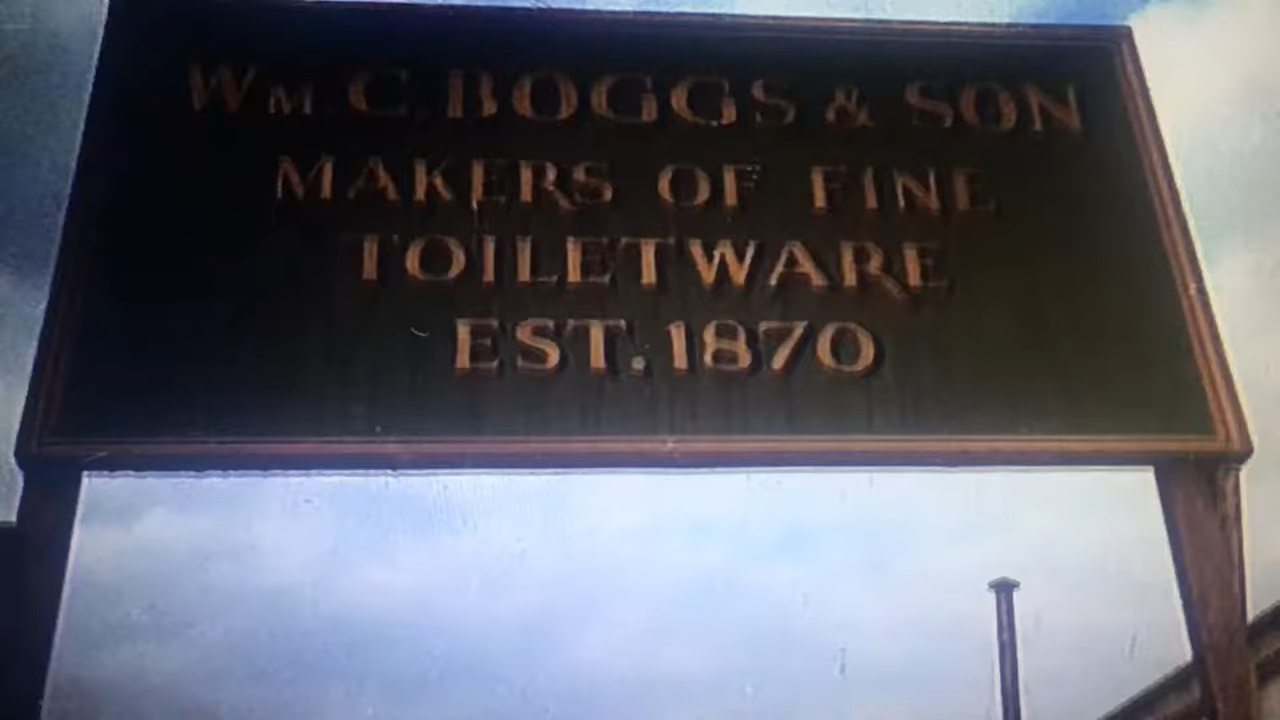 WM. C. BOGGS & SON
MAKERS OF FINE
TOILETWARE
EST. 1870